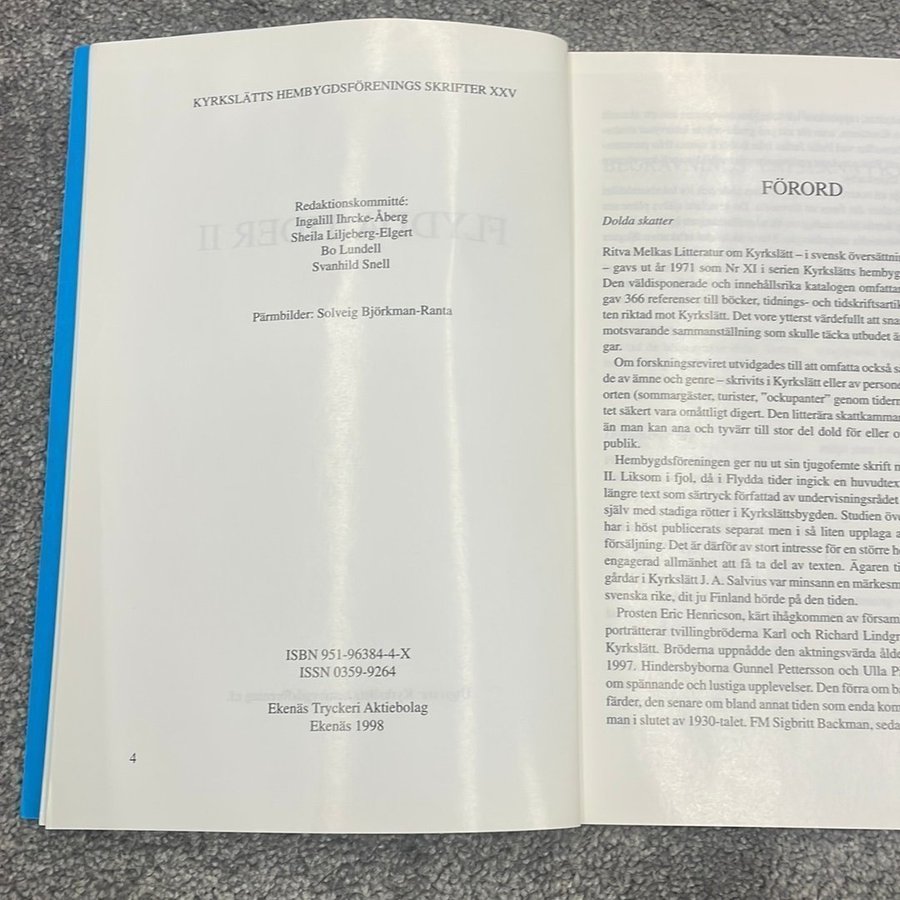 KYRKSLÄTTS HEMBYGDSFÖRENINGS SKRIFTER XXV
Redaktionskommitté:
Ingalill Ihrcke-Åberg
Sheila Liljeberg-Elgert
Bo Lundell
Svanhild Snell
Pärmbilder: Solveig Björkman-Ranta
ISBN 951-96384-4-X
ISSN 0359-9264
Ekenäs Tryckeri Aktiebolag
Ekenäs 1998
4
FÖRORD
Dolda skatter
Ritva Melkas Litteratur om Kyrkslätt – i svensk översättnin
– gavs ut år 1971 som Nr XI i serien Kyrkslätts hembyg
Den väldisponerade och innehållsrika katalogen omfattar
gav 366 referenser till böcker, tidnings- och tidskriftsartik
ten riktad mot Kyrkslätt. Det vore ytterst värdefullt att sna
motsvarande sammanställning som skulle täcka utbudet ä
gar.
Om forskningsreviret utvidgades till att omfatta också s
de av ämne och genre – skrivits i Kyrkslätt eller av persone
orten (sommargäster, turister, "ockupanter" genom tidern
tet säkert vara omåttligt digert. Den litterära skattkamman
än man kan ana och tyvärr till stor del dold för eller o
publik.
Hembygdsföreningen ger nu ut sin tjugofemte skrift n
II. Liksom i fjol, då i Flydda tider ingick en huvudtex
längre text som särtryck författad av undervisningsrådet
själv med stadiga rötter i Kyrkslättsbygden. Studien öve
har i höst publicerats separat men i så liten upplaga a
försäljning. Det är därför av stort intresse för en större h
engagerad allmänhet att få ta del av texten. Ägaren ti
gårdar i Kyrkslätt J. A. Salvius var minsann en märkesm
svenska rike, dit ju Finland hörde på den tiden.
Prosten Eric Henricson, kärt ihågkommen av försam
porträtterar tvillingbröderna Karl och Richard Lindgr
Kyrkslätt. Bröderna uppnådde den aktningsvärda ålde
1997. Hindersbyborna Gunnel Pettersson och Ulla P
om spännande och lustiga upplevelser. Den förra om b
färder, den senare om bland annat tiden som enda kom
man i slutet av 1930-talet. FM Sigbritt Backman, seda